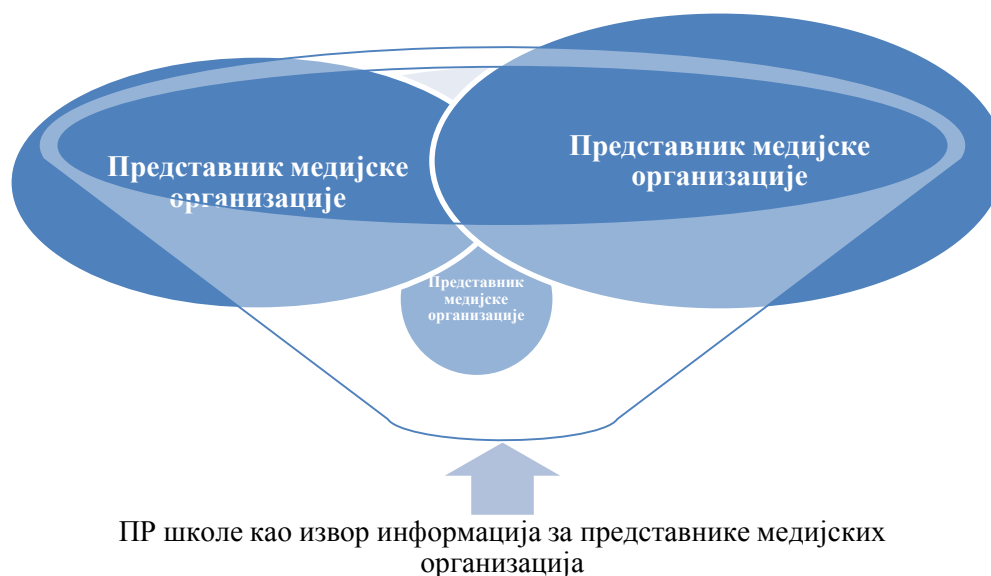 Представник медијске
организације
Представник медијске
организације
Представник
медијске
организације
ПР школе као извор информација за представнике медијских
организација